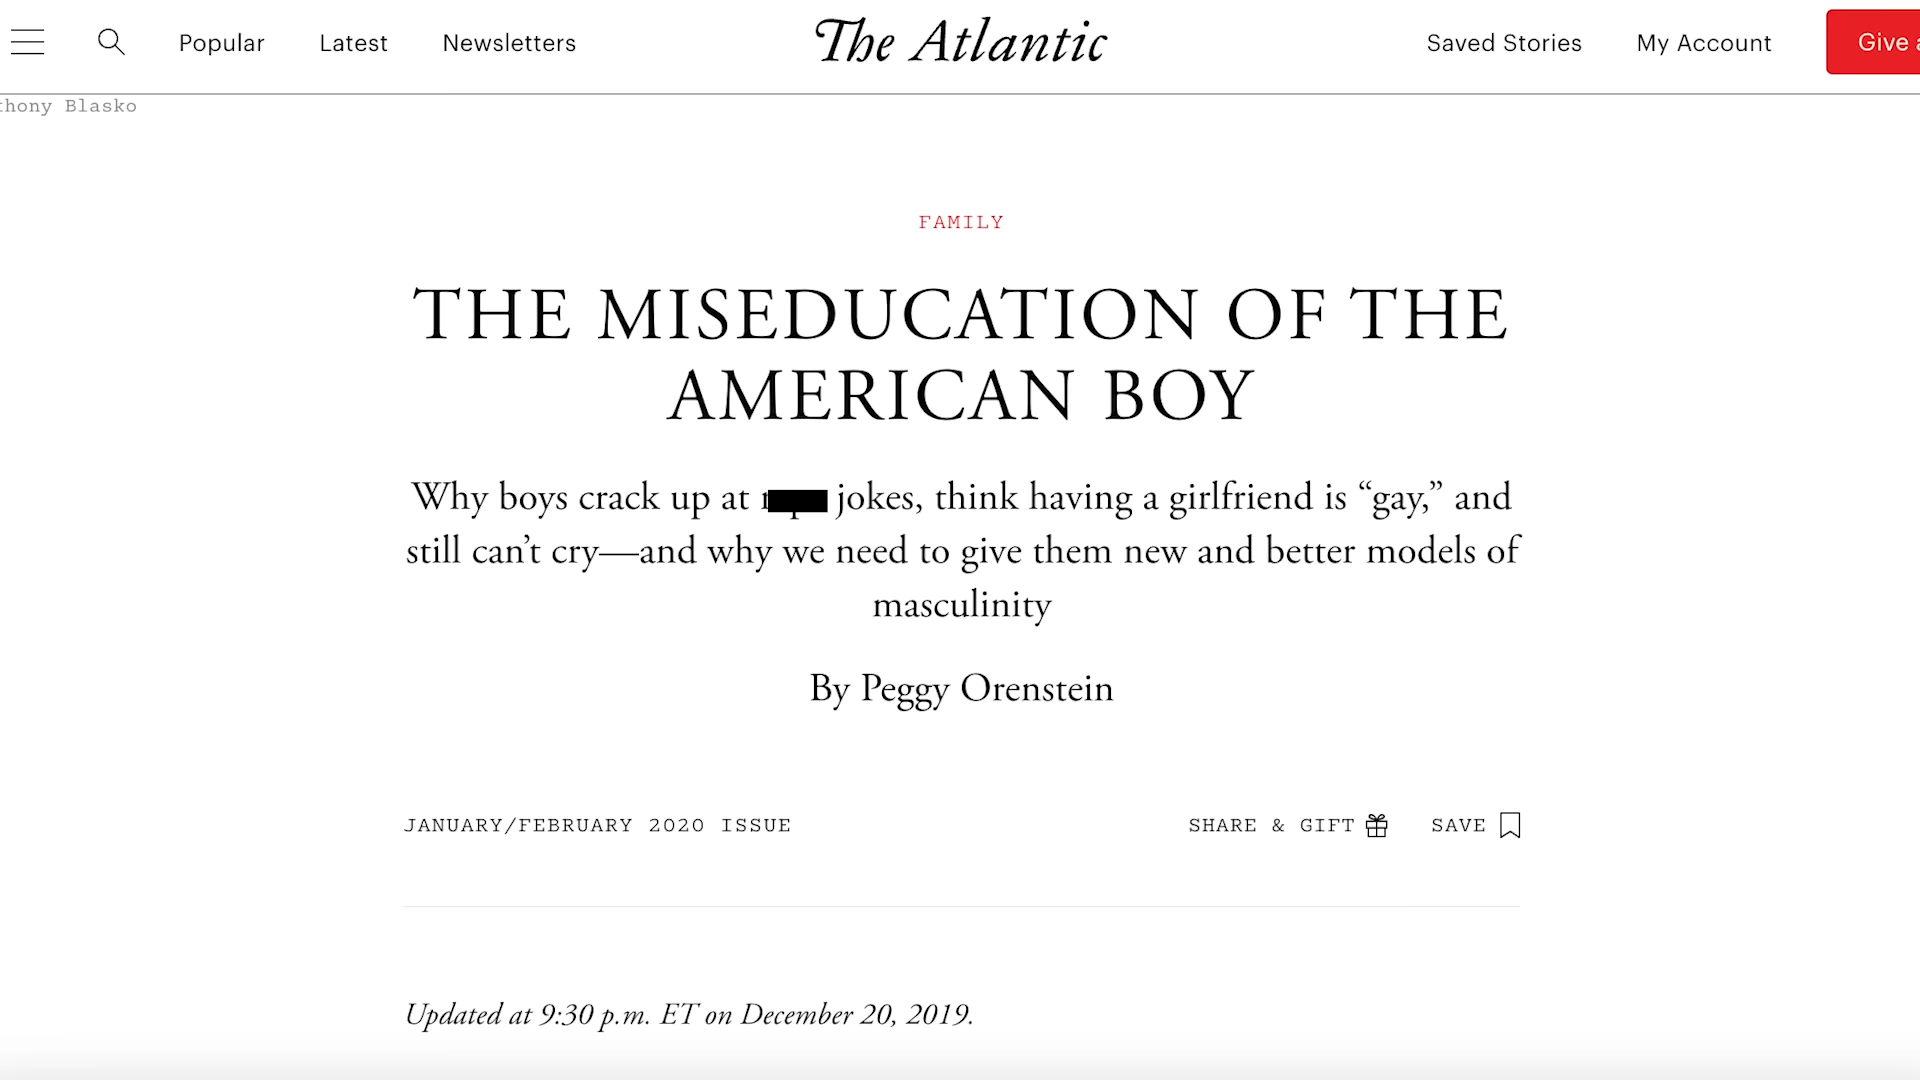 Popular Latest Newsletters The Atlantic Saved Stories My Account Give
thony Blasko
FAMILY
THE MISEDUCATION OF THE
AMERICAN BOY
Why boys crack up at jokes, think having a girlfriend is “gay,” and
still can’t cry—and why we need to give them new and better models of
masculinity
By Peggy Orenstein
JANUARY/FEBRUARY 2020 ISSUE SHARE & GIFT SAVE
Updated at 9:30 p.m. ET on December 20, 2019.